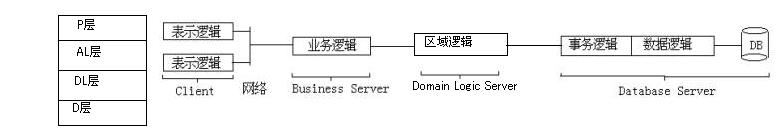 P层
AL层
DL层
D层
表示逻辑
表示逻辑
Client
网络
业务逻辑
Business Server
区域逻辑
Domain Logic Server
事务逻辑
数据逻辑
DB
Database Server